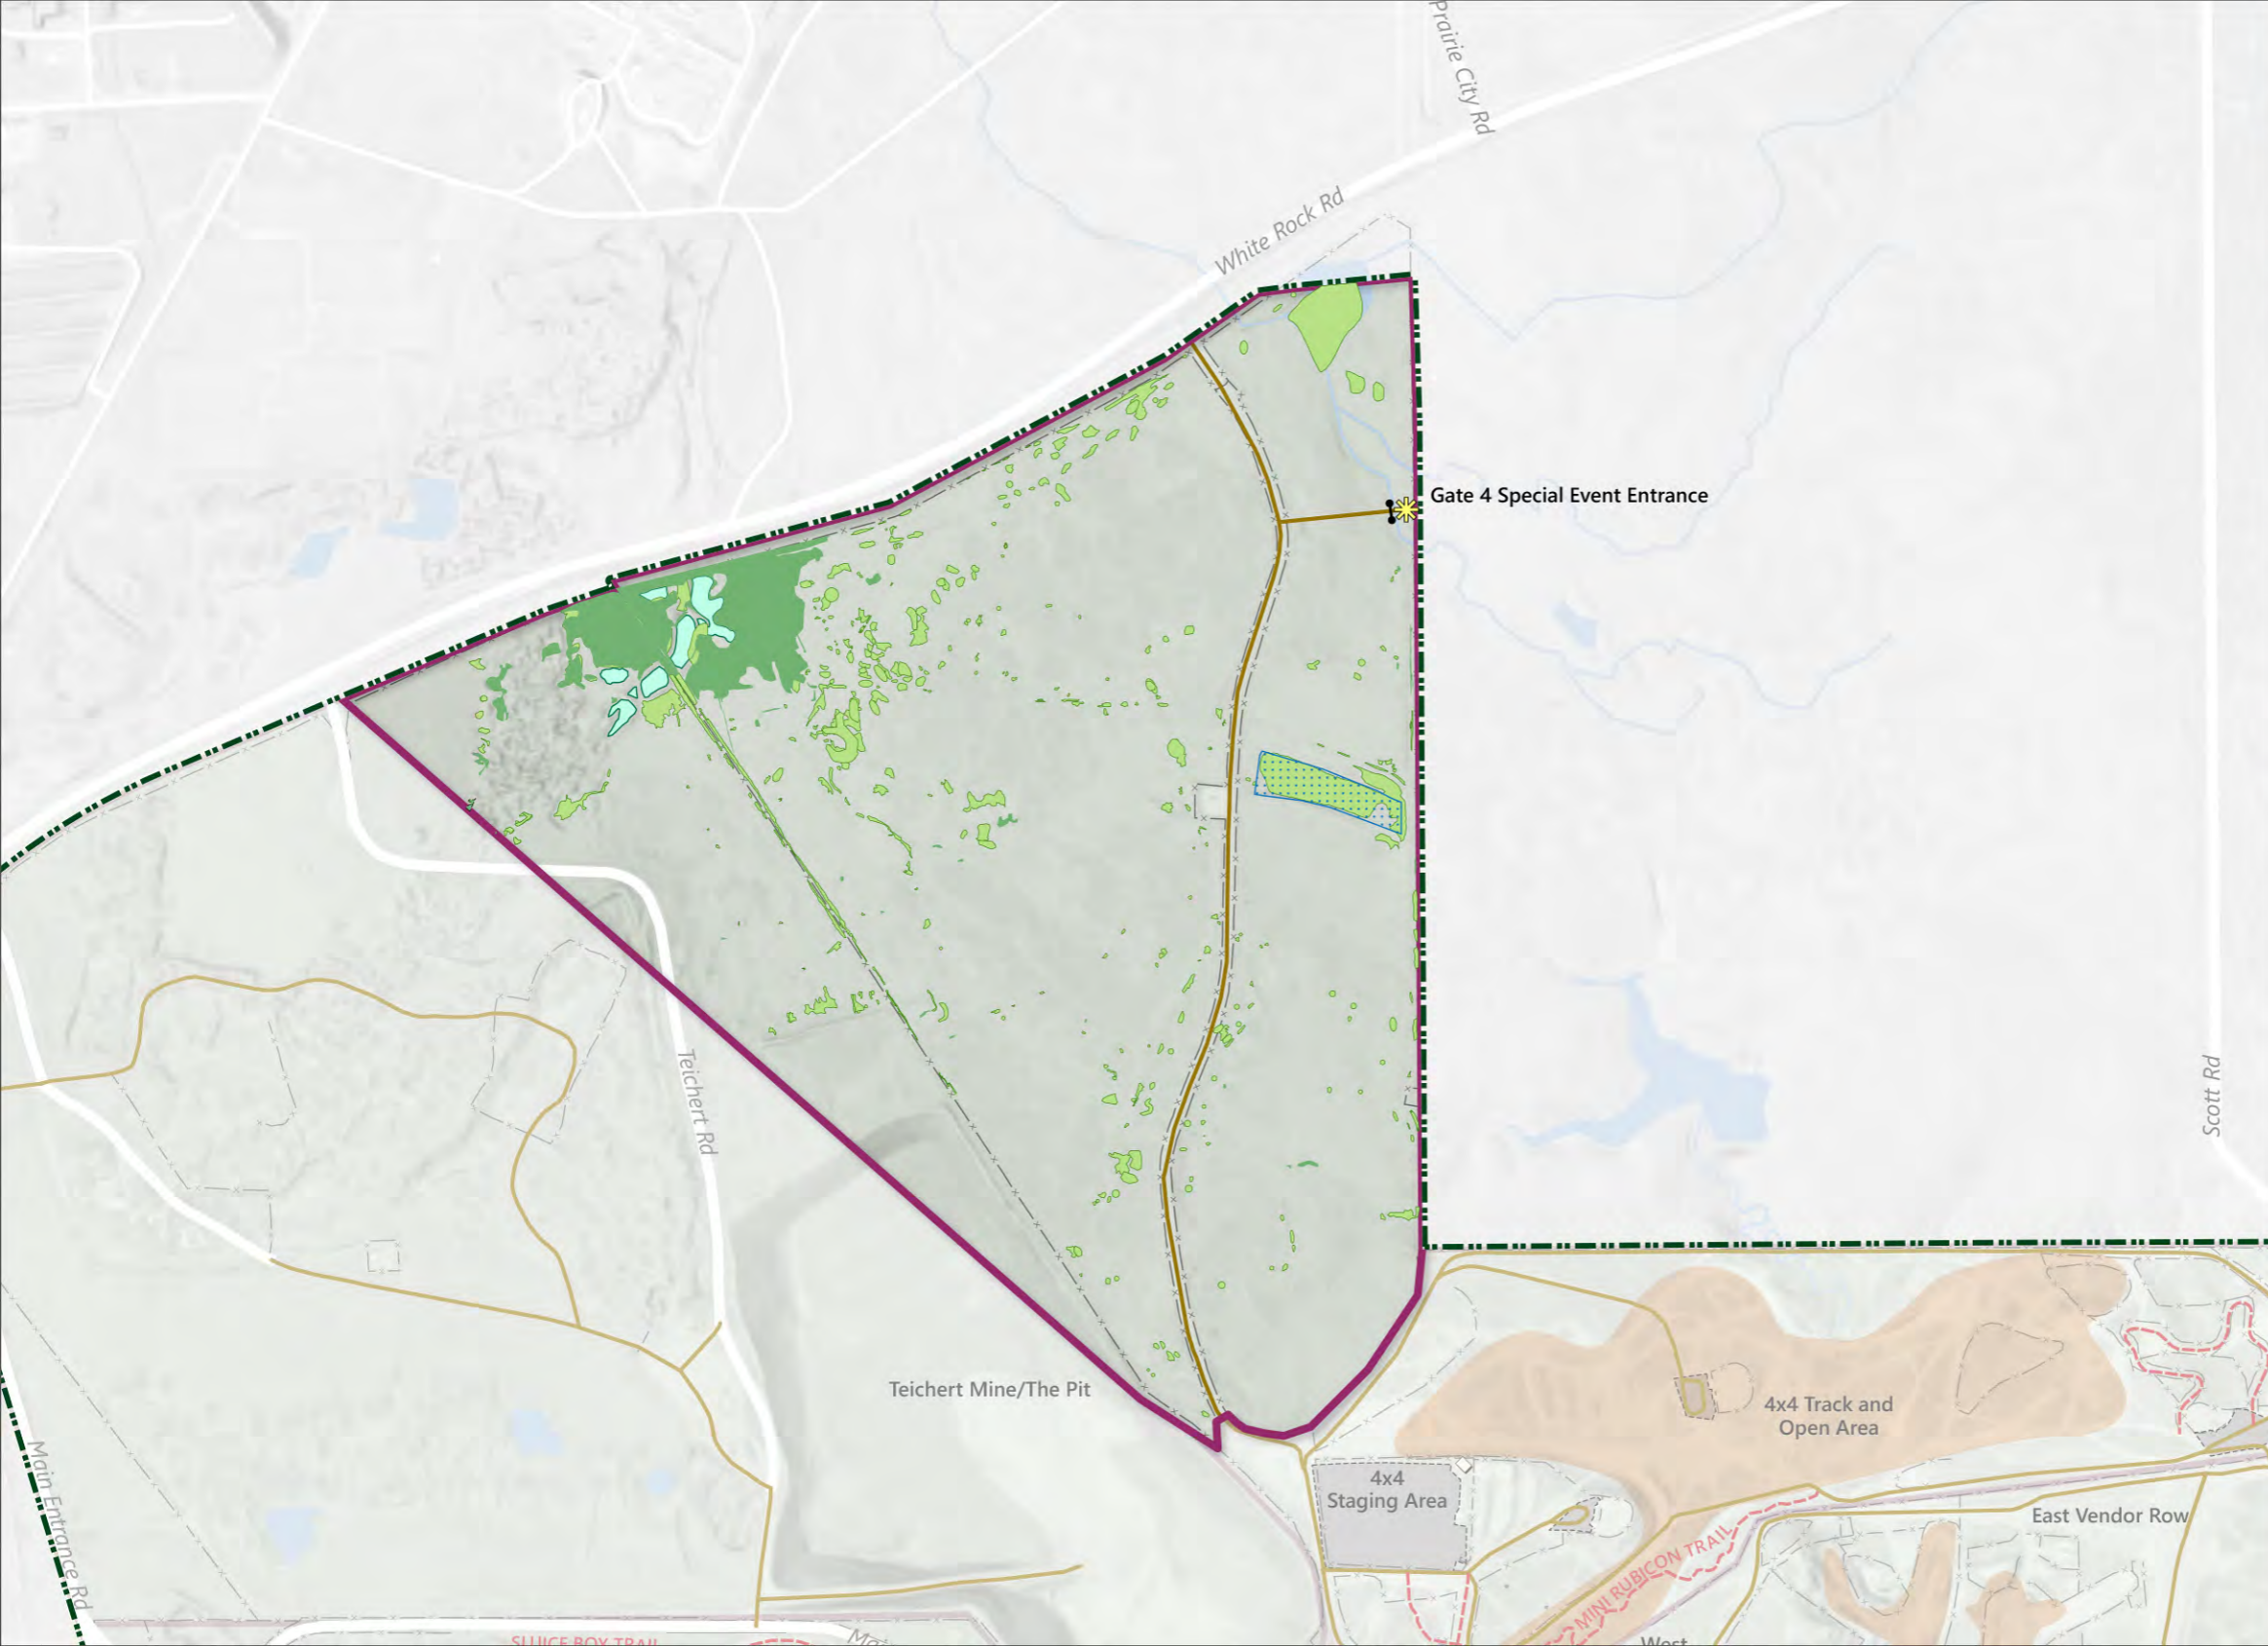 Prairie City Rd
White Rock Rd
Gate 4 Special Event Entrance
Teichert Rd
Scott Rd
Teichert Mine/The Pit
4x4 Track and
Open Area
4x4
Staging Area
East Vendor Row
Main Entrance Rd
MINI RUBICON TRAIL
SLUICE BOY TRAIL
West